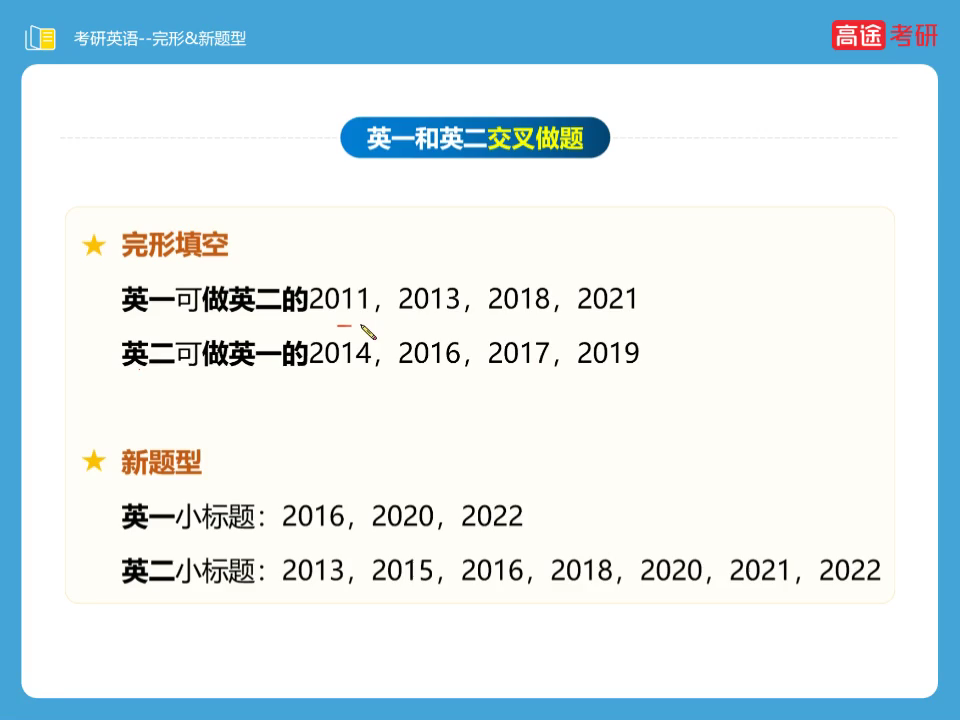 考研英语--完形&新题型
高途考研
英一和英二交叉做题
完形填空
英一可做英二的2011，2013，2018，2021
英二可做英一的2014，2016，2017，2019
新题型
英一小标题：2016，2020，2022
英二小标题：2013，2015，2016，2018，2020，2021，2022